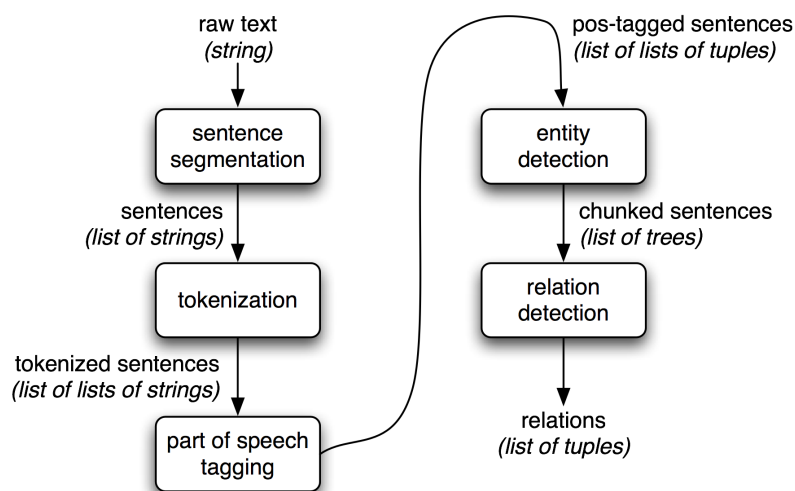 raw text
(string)
sentence
segmentation
sentences
(list of strings)
tokenization
tokenized sentences
(list of lists of strings)
part of speech
tagging
pos-tagged sentences
(list of lists of tuples)
entity
detection
chunked sentences
(list of trees)
relation
detection
relations
(list of tuples)